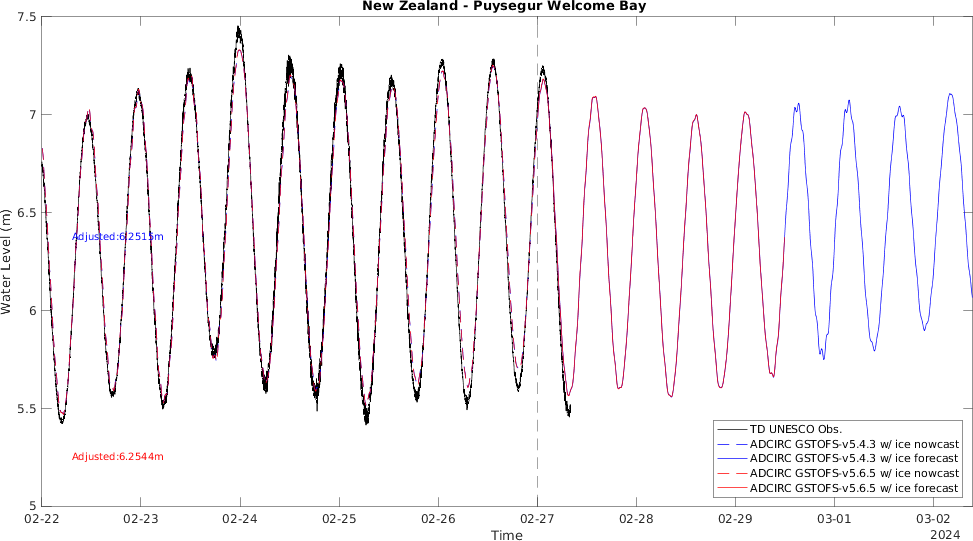 New Zealand - Puysegur Welcome Bay
7.5
7
6.5
6
5.5
5
Water Level (m)
Adjusted:6.2515m
Adjusted:6.2544m
TD UNESCO Obs.
ADCIRC GSTOFS-v5.4.3 w/ ice nowcast
ADCIRC GSTOFS-v5.4.3 w/ ice forecast
ADCIRC GSTOFS-v5.6.5 w/ ice nowcast
ADCIRC GSTOFS-v5.6.5 w/ ice forecast
02-22 02-23 02-24 02-25 02-26 02-27 02-28 02-29 03-01 03-02
Time
2024